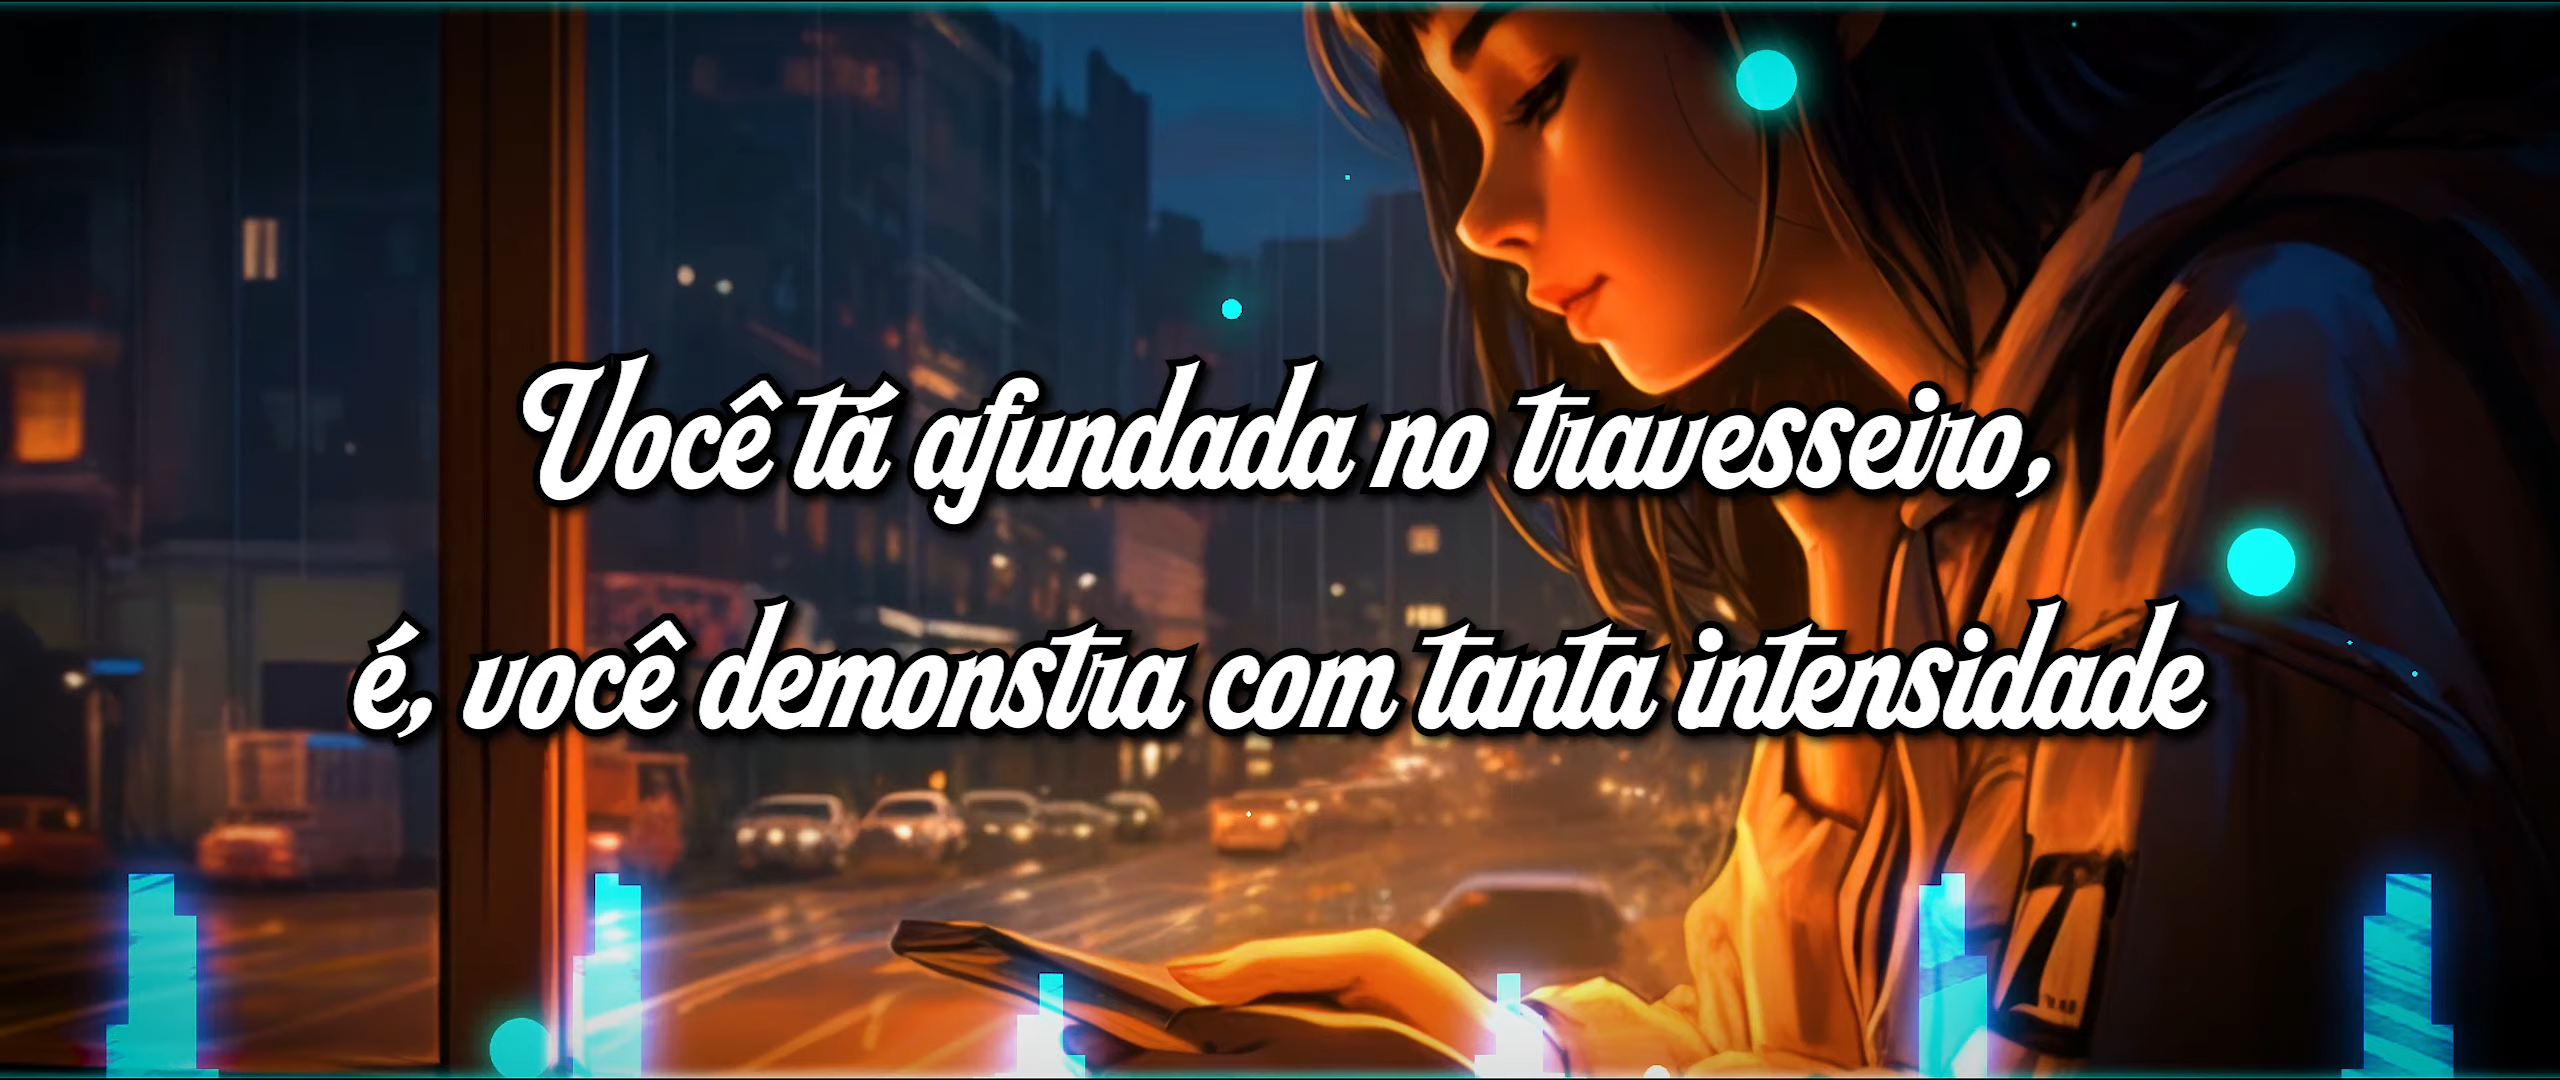 Você tá afundada no travesseiro,
é, você demonstra com tanta intensidade